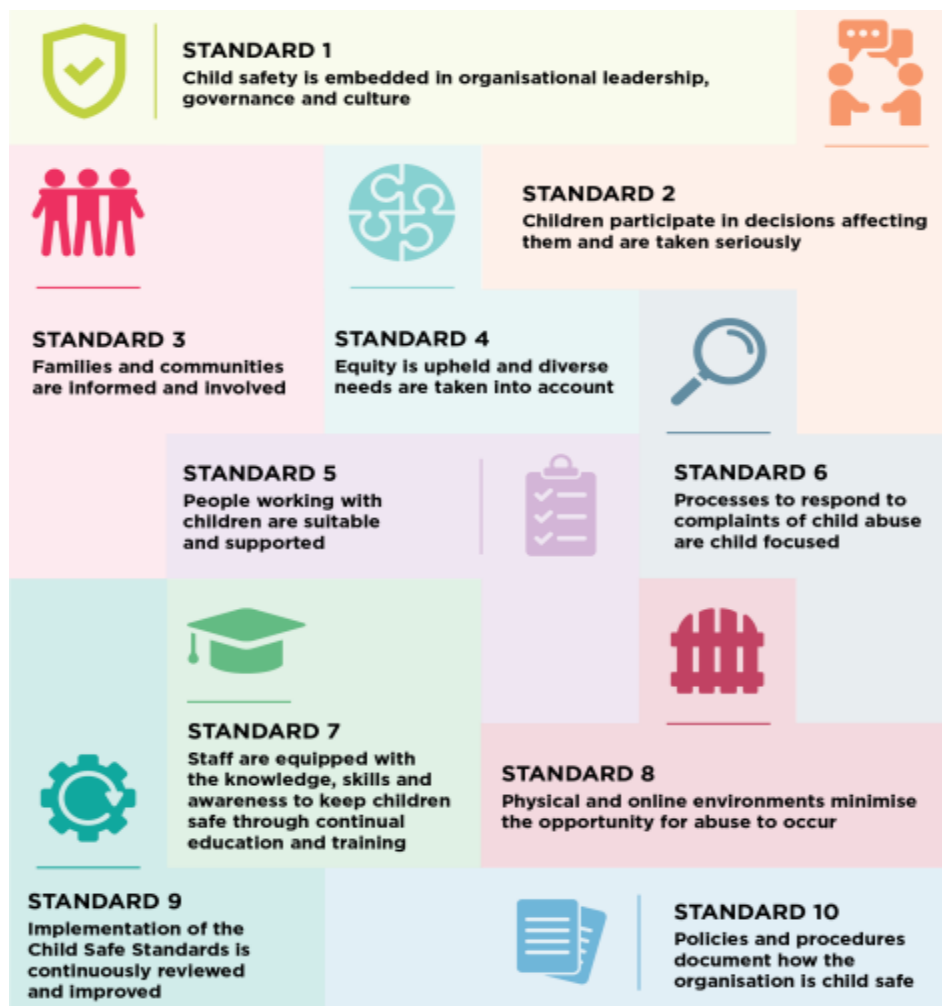 STANDARD 1
Child safety is embedded in organisational leadership,
governance and culture
STANDARD 2
Children participate in decisions affecting
them and are taken seriously
STANDARD 3
Families and communities
are informed and involved
STANDARD 4
Equity is upheld and diverse
needs are taken into account
STANDARD 5
People working with
children are suitable
and supported
STANDARD 6
Processes to respond to
complaints of child abuse
are child focused
STANDARD 7
Staff are equipped with
the knowledge, skills and
awareness to keep children
safe through continual
education and training
STANDARD 8
Physical and online environments minimise
the opportunity for abuse to occur
STANDARD 9
Implementation of the
Child Safe Standards is
continuously reviewed
and improved
STANDARD 10
Policies and procedures
document how the
organisation is child safe